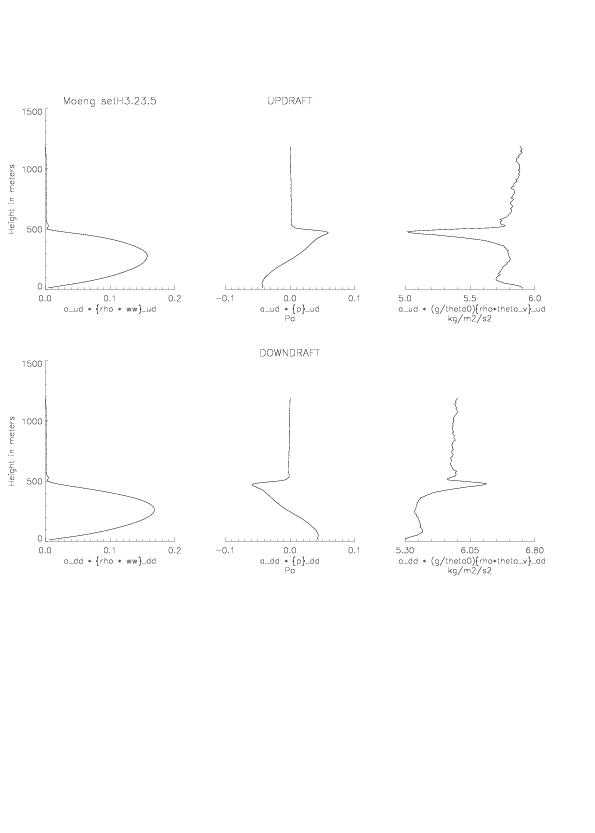 Moeng setH3.23.5
UPDRAFT
1500
1000
500
0
Height in meters
0.0 0.1 0.2
a_ud * {rho * ww}_ud
-0.1 0.0 0.1
a_ud * {p}_ud
Pa
5.0 5.5 6.0
a_ud * (g/theta0){rho*theta_v}_ud
kg/m2/s2
DOWNDRAFT
1500
1000
500
0
Height in meters
0.0 0.1 0.2
a_dd * {rho * ww}_dd
-0.1 0.0 0.1
a_dd * {p}_dd
Pa
5.30 6.05 6.80
a_dd * (g/theta0){rho*theta_v}_dd
kg/m2/s2